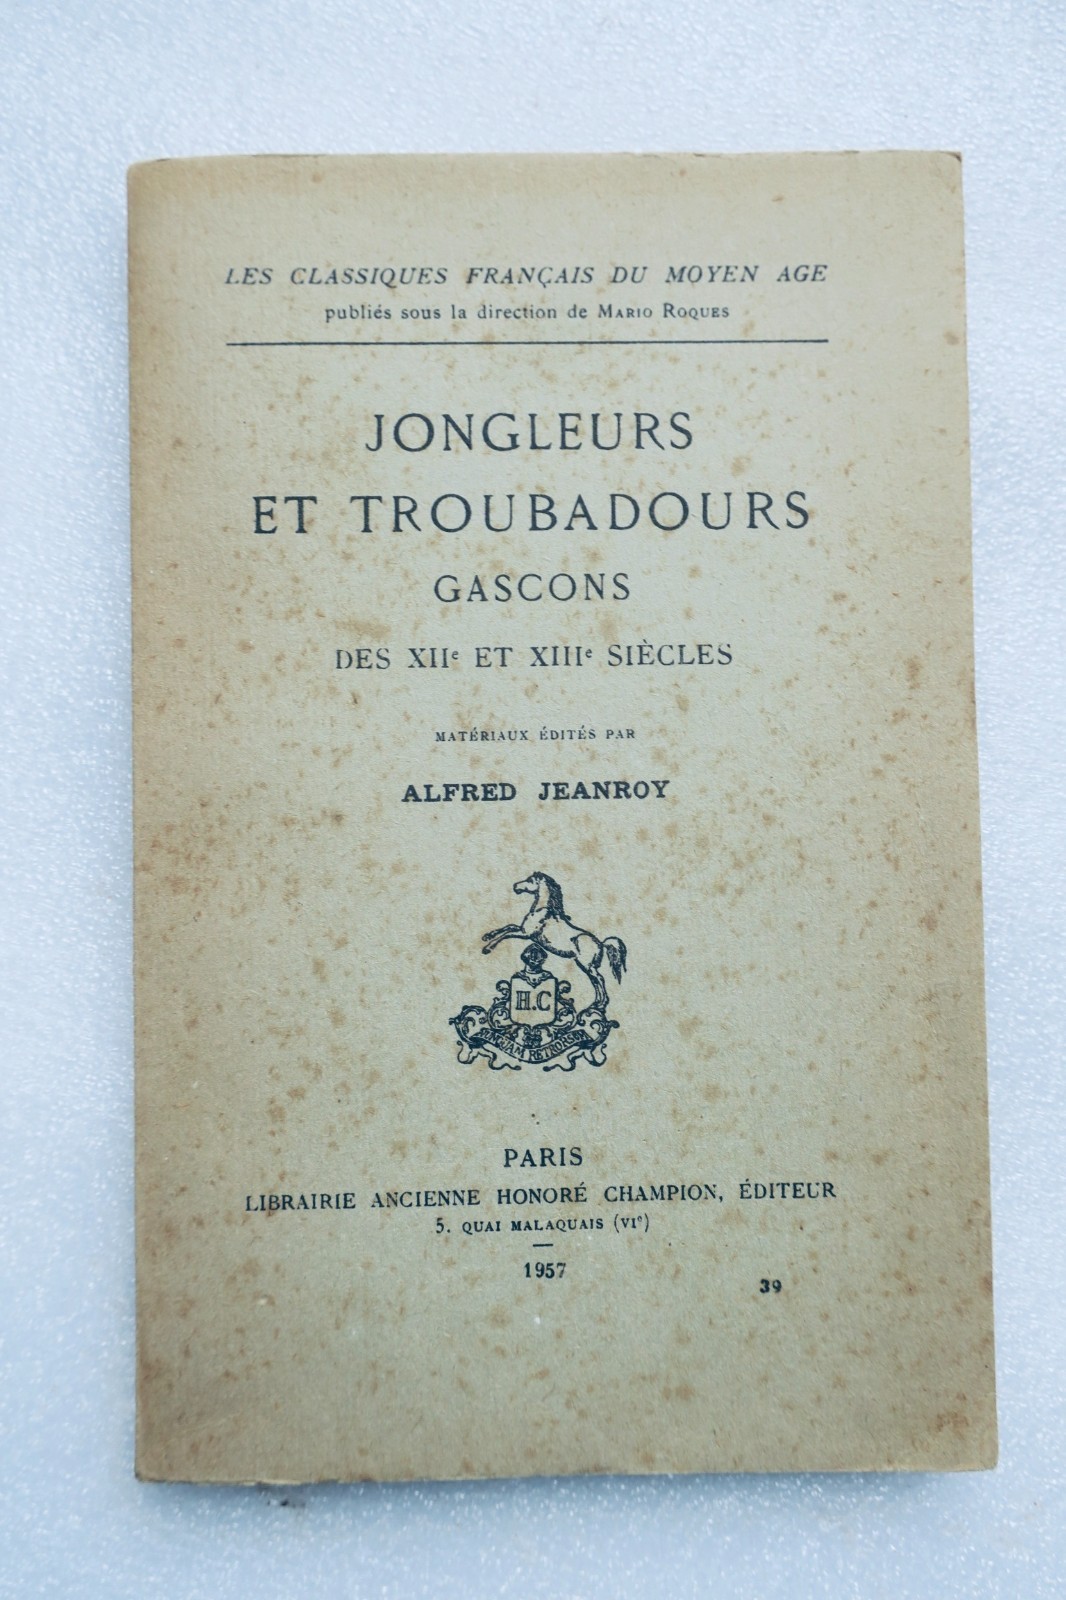 LES CLASSIQUES FRANÇAIS DU MOYEN AGE
publiés sous la direction de MARIO ROQUES
JONGLEURS
ET TROUBADOURS
GASCONS
DES XIIe ET XIIIe SIÈCLES
MATÉRIAUX ÉDITÉS PAR
ALFRED JEANROY
H.C
RETRORSUM
PARIS
LIBRAIRIE ANCIENNE HONORÉ CHAMPION, ÉDITEUR
5. QUAI MALAQUAIS (VIe)
1957
39